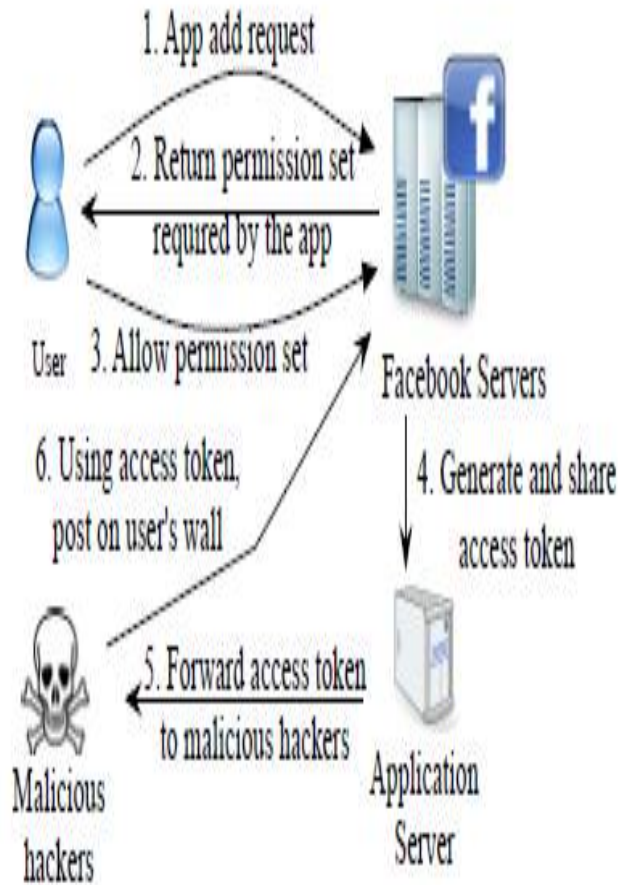 1. App add request
f
2. Return permission set
required by the app
User
3. Allow permission set
Facebook Servers
6. Using access token,
post on user's wall
4. Generate and share
access token
5. Forward access token
to malicious hackers
Malicious
hackers
Application
Server